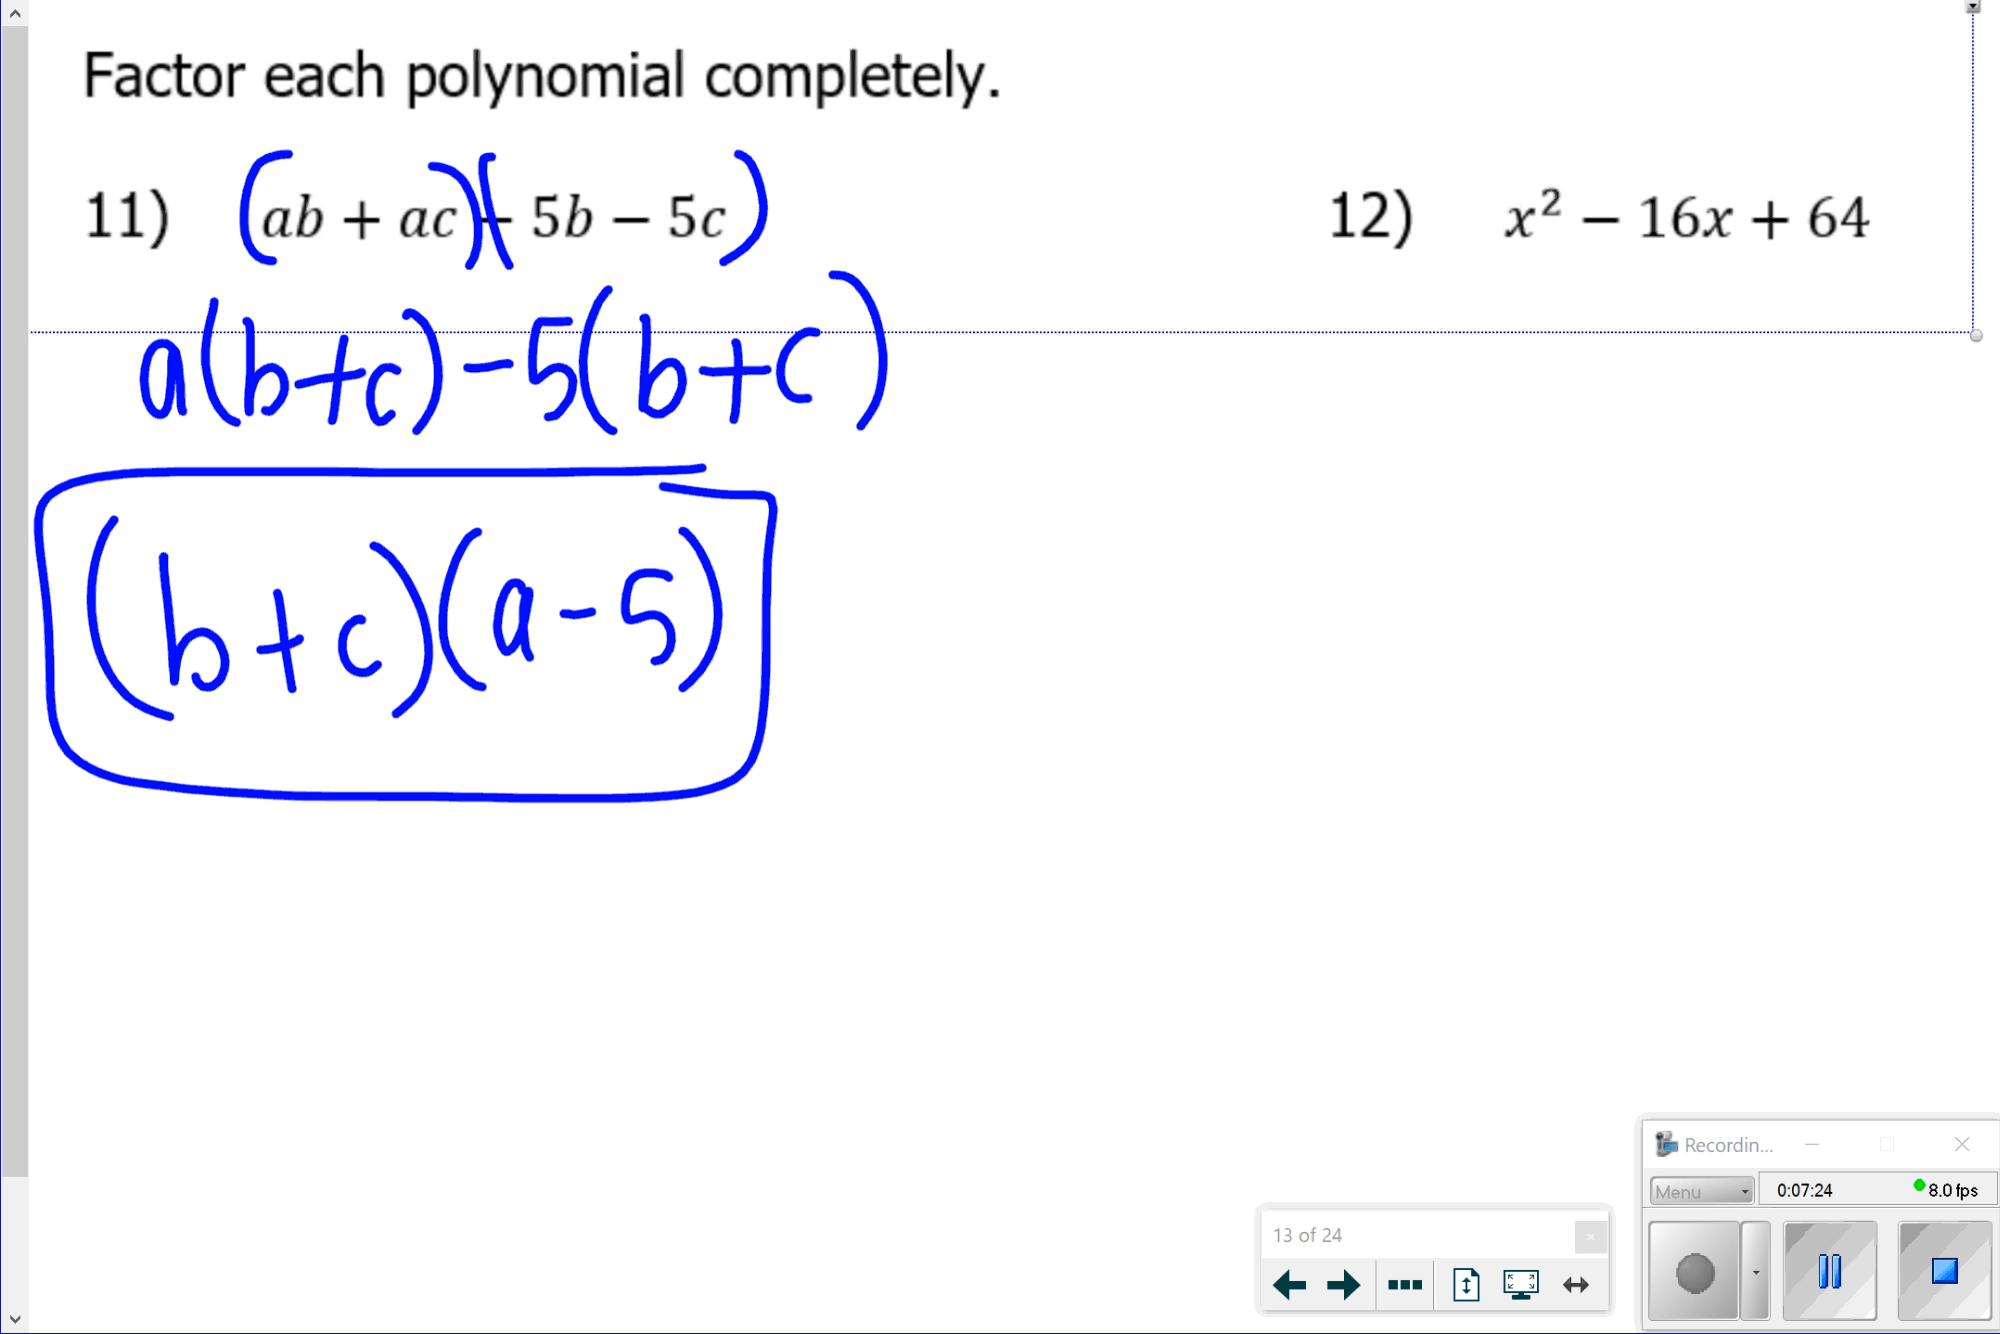 Factor each polynomial completely.
11) (ab + ac)(− 5b − 5c)
12) x² − 16x + 64
a(b+c)-5(b+c)
(b+c)(a-5)
13 of 24
Recordin...
Menu
0:07:24
8.0 fps